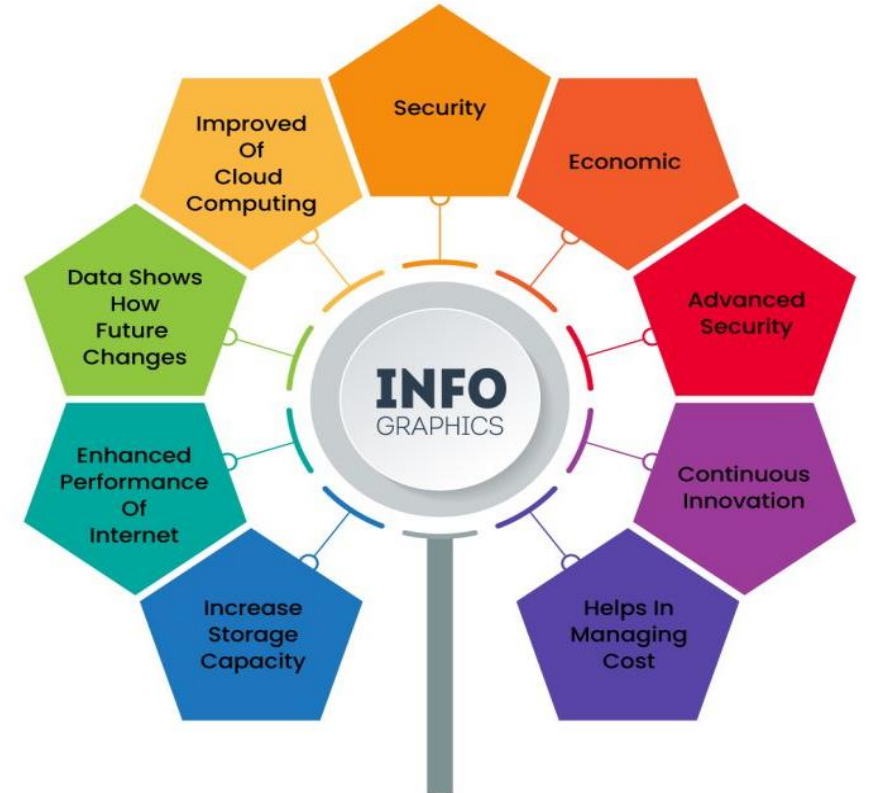 Security
Economic
Advanced
Security
Continuous
Innovation
Helps In
Managing
Cost
Increase
Storage
Capacity
Enhanced
Performance
Of
Internet
Data Shows
How
Future
Changes
Improved
Of
Cloud
Computing
INFO
GRAPHICS